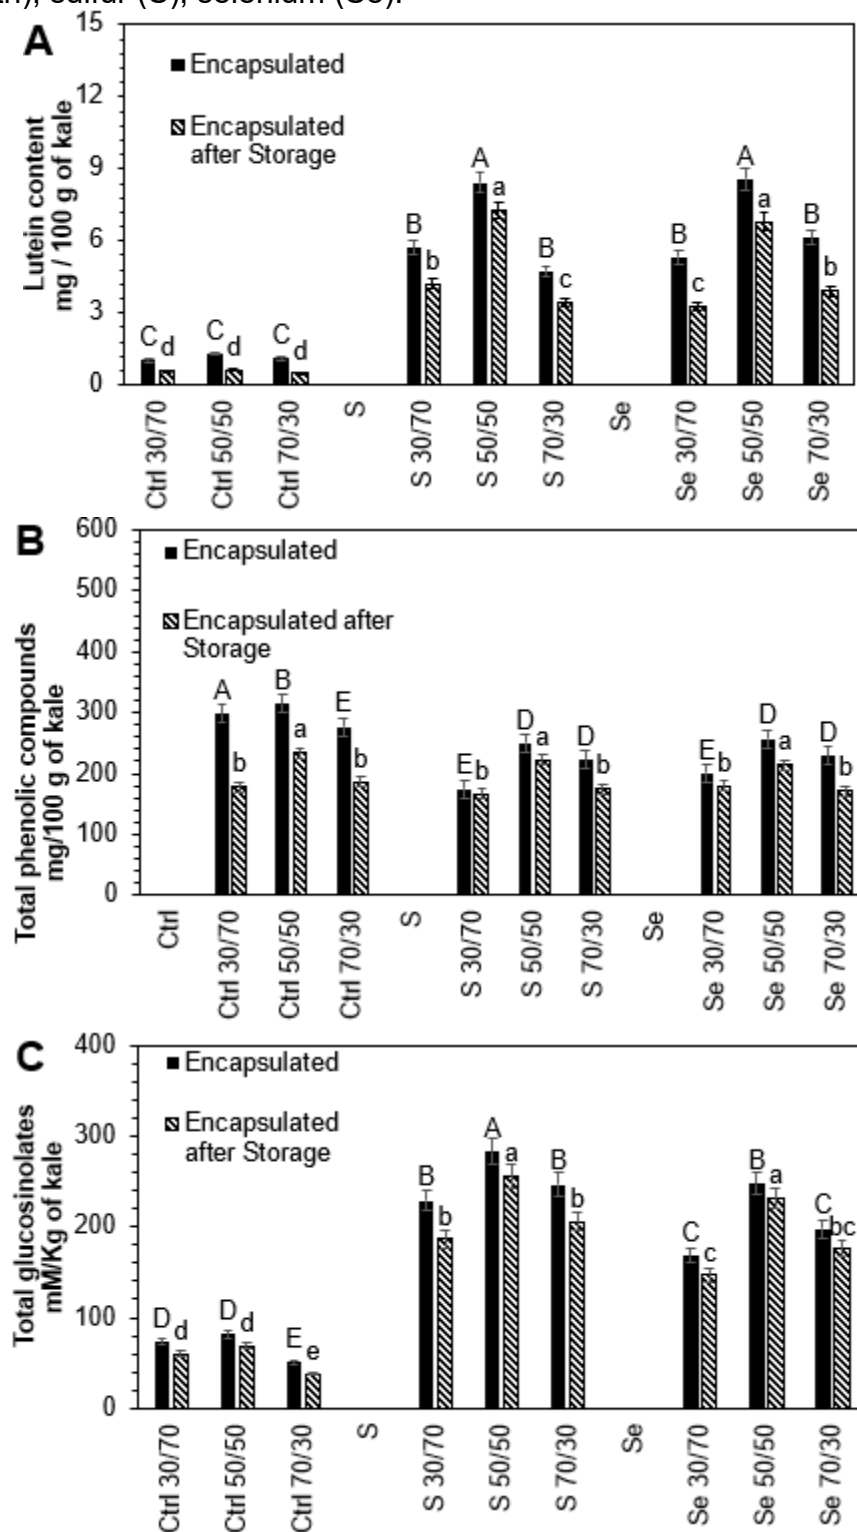 sulfur (S), selenium (Se).
A
15
12
9
6
3
0
Lutein content
mg / 100 g of kale
Encapsulated
Encapsulated
after Storage
C d C d C d B b A a B c B c A a B b
Ctrl 30/70 Ctrl 50/50 Ctrl 70/30 S S 30/70 S 50/50 S 70/30 Se Se 30/70 Se 50/50 Se 70/30
B
600
500
400
300
200
100
0
Total phenolic compounds
mg/100 g of kale
Encapsulated
Encapsulated after
Storage
A b B a E b E b D a D b E b D a D b
Ctrl Ctrl 30/70 Ctrl 50/50 Ctrl 70/30 S S 30/70 S 50/50 S 70/30 Se Se 30/70 Se 50/50 Se 70/30
C
400
300
200
100
0
Total glucosinolates
mM/Kg of kale
Encapsulated
Encapsulated
after Storage
D d D d E e B b A a B b C c B a C bc
Ctrl 30/70 Ctrl 50/50 Ctrl 70/30 S S 30/70 S 50/50 S 70/30 Se Se 30/70 Se 50/50 Se 70/30